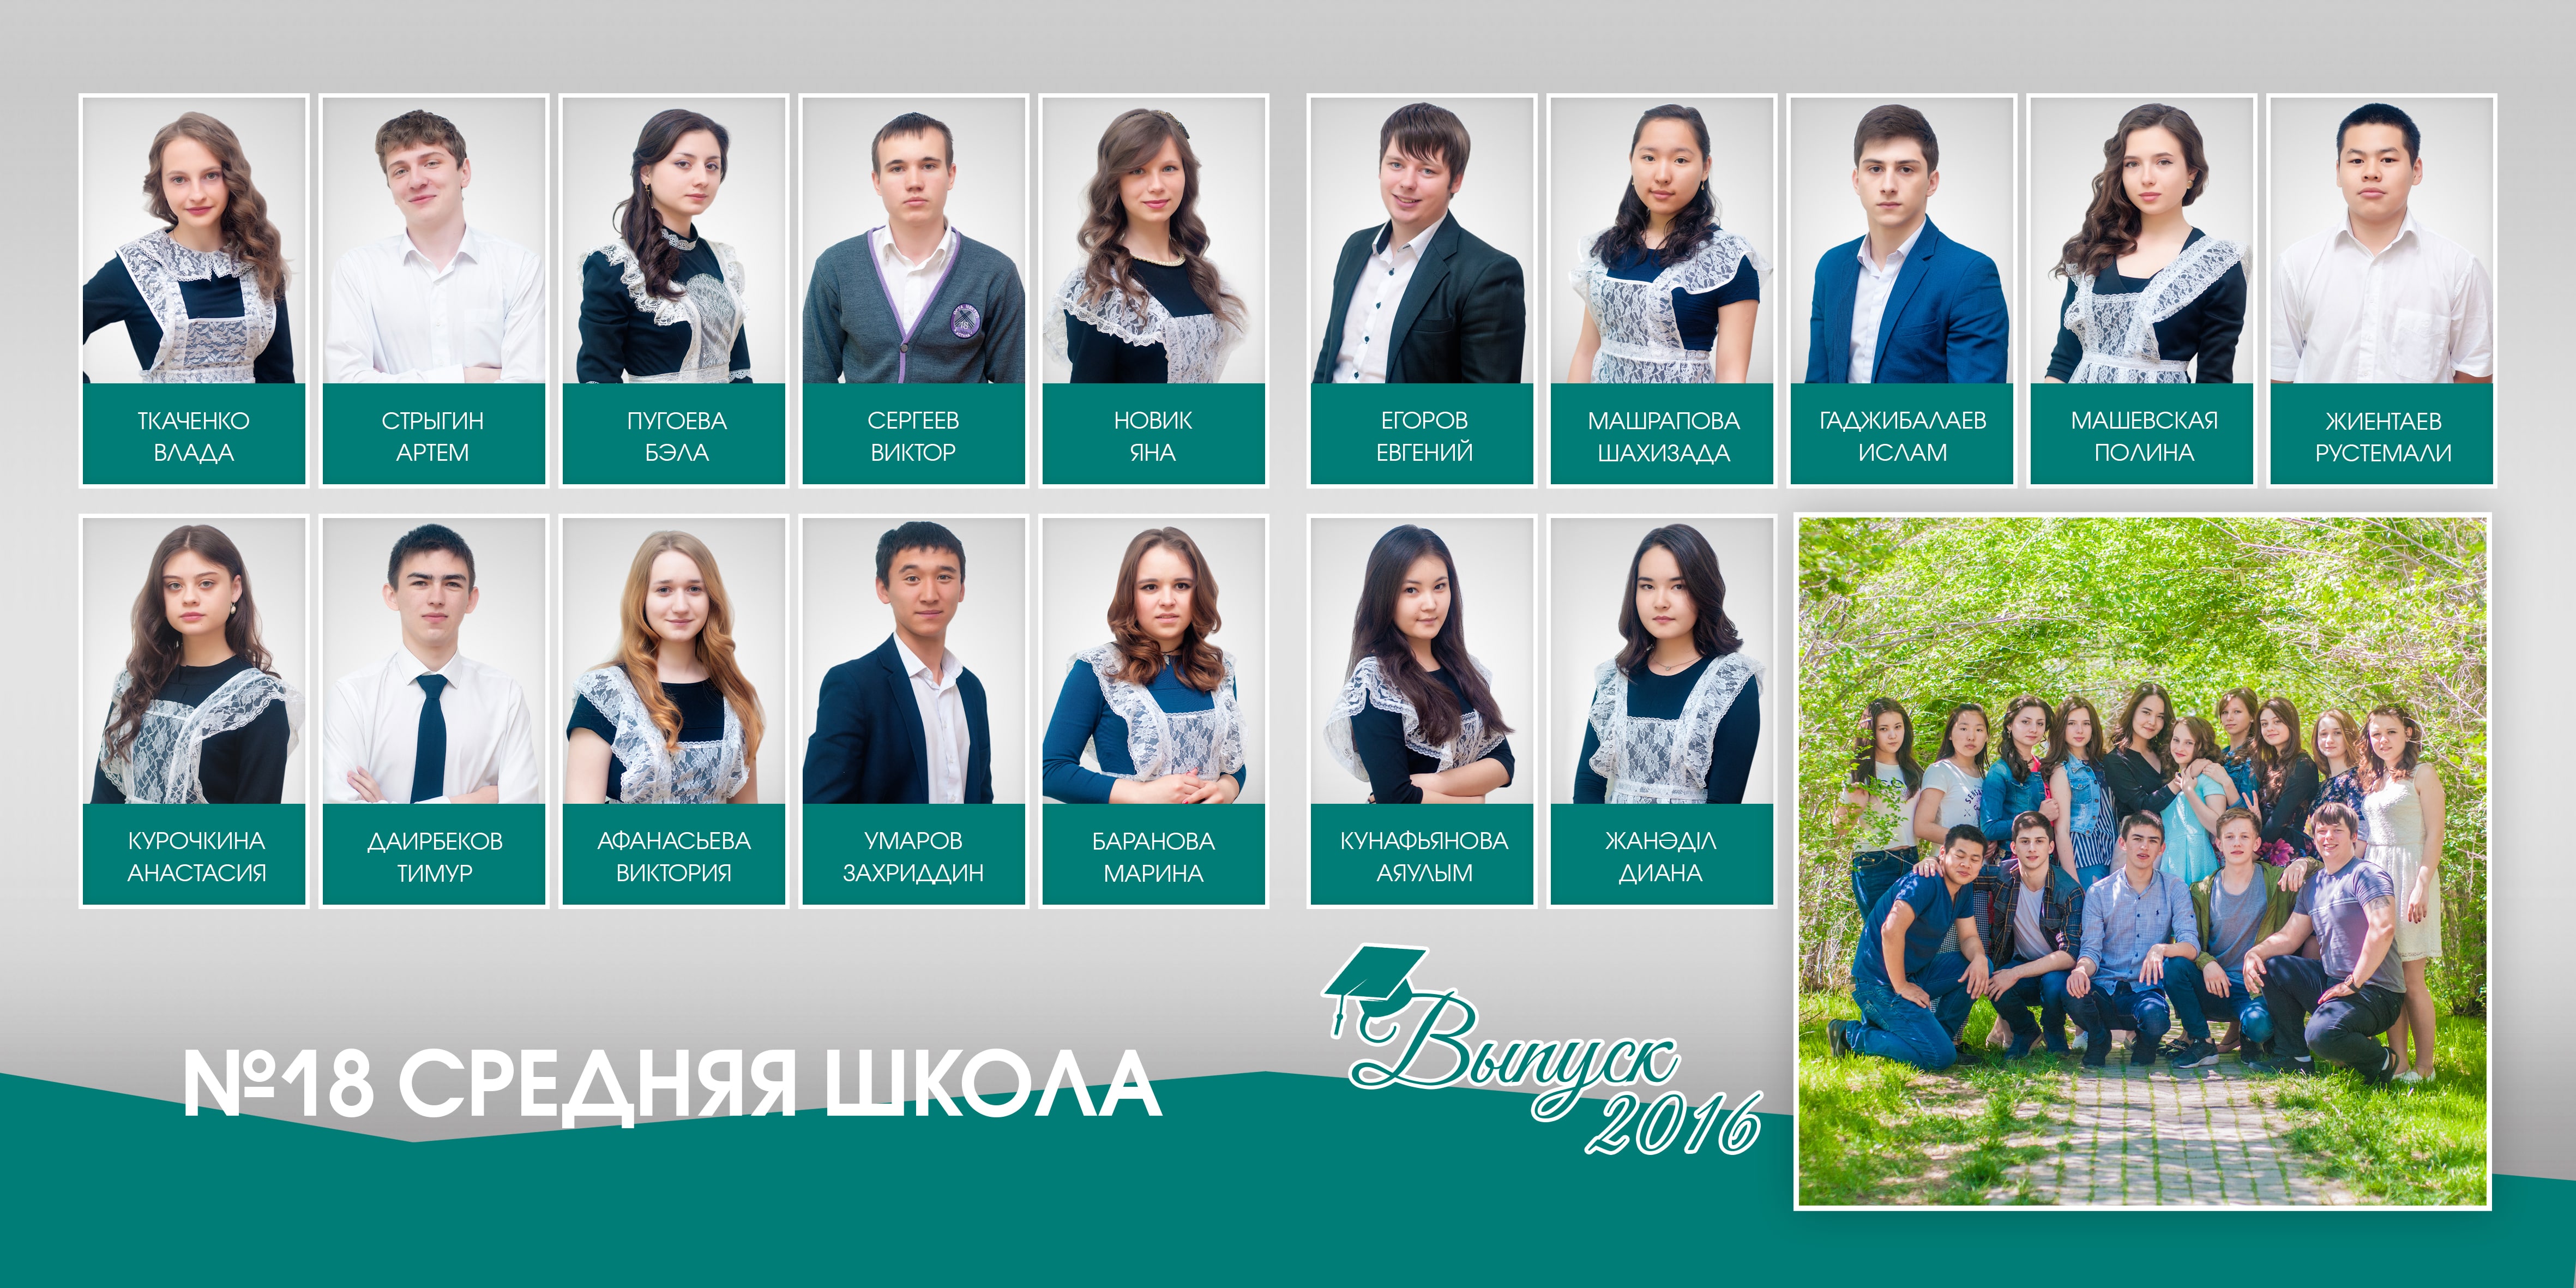 ТКАЧЕНКО
ВЛАДА
СТРЫГИН
АРТЕМ
ПУГОЕВА
БЭЛА
СЕРГЕЕВ
ВИКТОР
НОВИК
ЯНА
ЕГОРОВ
ЕВГЕНИЙ
МАШРАПОВА
ШАХИЗАДА
ГАДЖИБАЛАЕВ
ИСЛАМ
МАШЕВСКАЯ
ПОЛИНА
ЖИЕНТАЕВ
РУСТЕМАЛИ
КУРОЧКИНА
АНАСТАСИЯ
ДАИРБЕКОВ
ТИМУР
АФАНАСЬЕВА
ВИКТОРИЯ
УМАРОВ
ЗАХРИДДИН
БАРАНОВА
МАРИНА
КУНАФЬЯНОВА
АЯУЛЫМ
ЖАНӘДІЛ
ДИАНА
№18 СРЕДНЯЯ ШКОЛА
Выпуск
2016